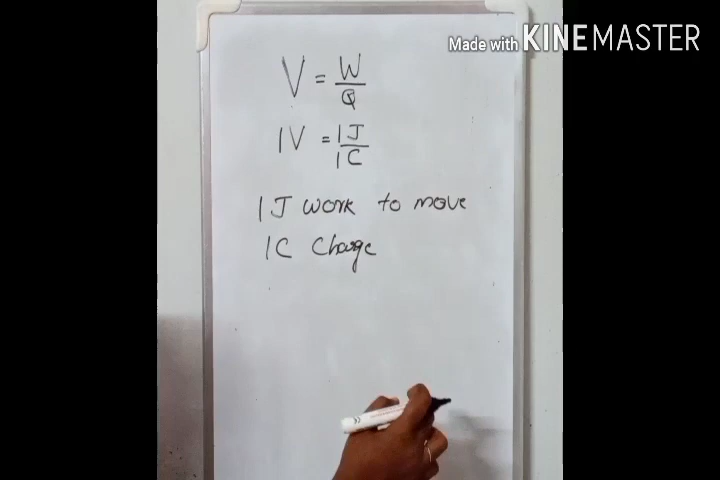 Made with KINEMASTER
V = W/Q
1V = 1J/1C
1J work to move
1C Charge